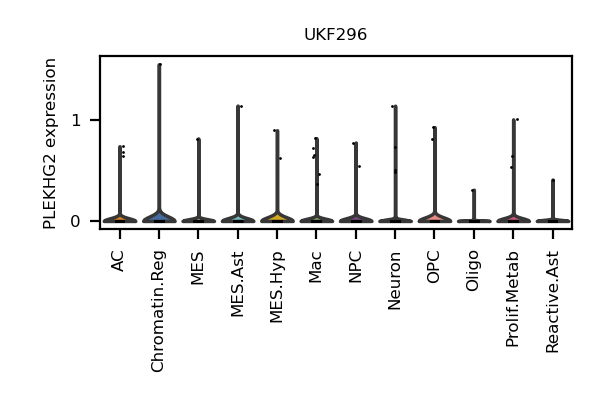 UKF296
PLEKHG2 expression
1
0
AC
Chromatin.Reg
MES
MES.Ast
MES.Hyp
Mac
NPC
Neuron
OPC
Oligo
Prolif.Metab
Reactive.Ast